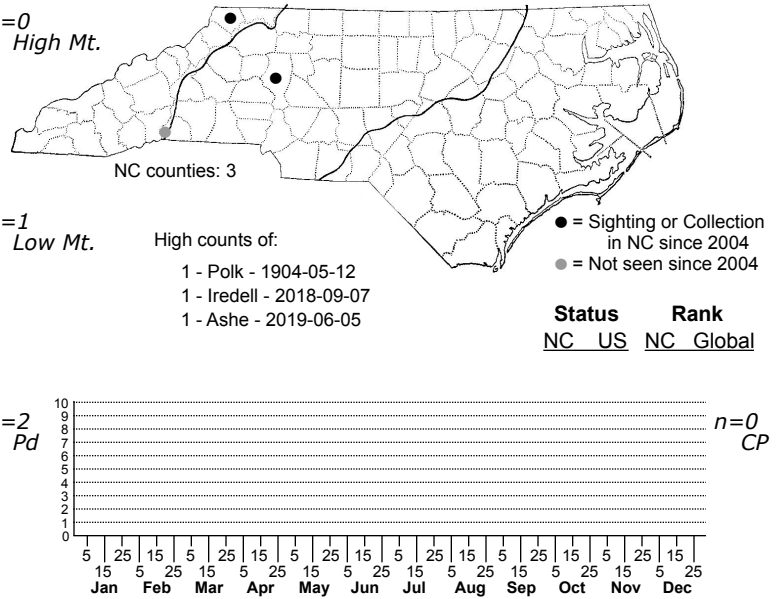 =0
High Mt.
NC counties: 3
=1
Low Mt.
High counts of:
1 - Polk - 1904-05-12
1 - Iredell - 2018-09-07
1 - Ashe - 2019-06-05
● = Sighting or Collection
in NC since 2004
● = Not seen since 2004
Status Rank
NC US NC Global
=2
Pd
n=0
CP
10
9
8
7
6
5
4
3
2
1
0
5 25 15 5 25 15 5 25 15 5 25 15 5 25 15 5 25 15
15 5 25 15 5 25 15 5 25 15 5 25 15 5 25 15 5 25
Jan Feb Mar Apr May Jun Jul Aug Sep Oct Nov Dec